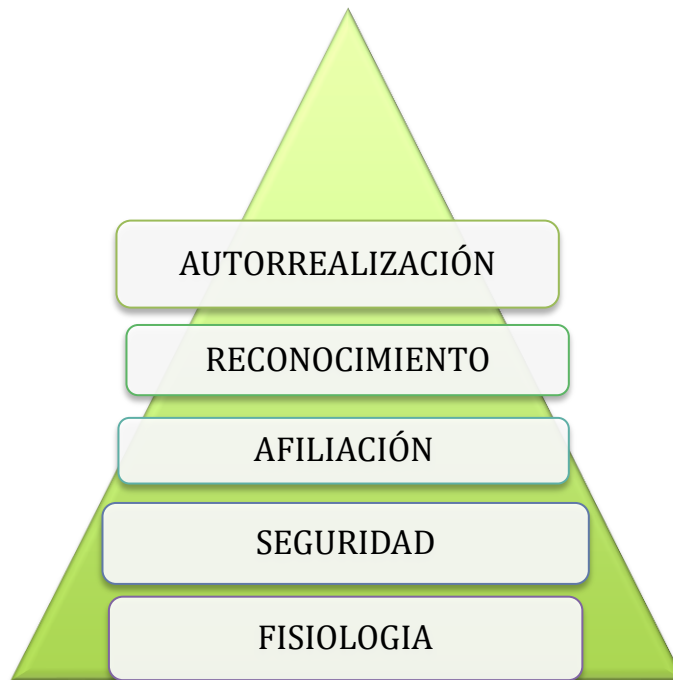 AUTORREALIZACIÓN
RECONOCIMIENTO
AFILIACIÓN
SEGURIDAD
FISIOLOGIA